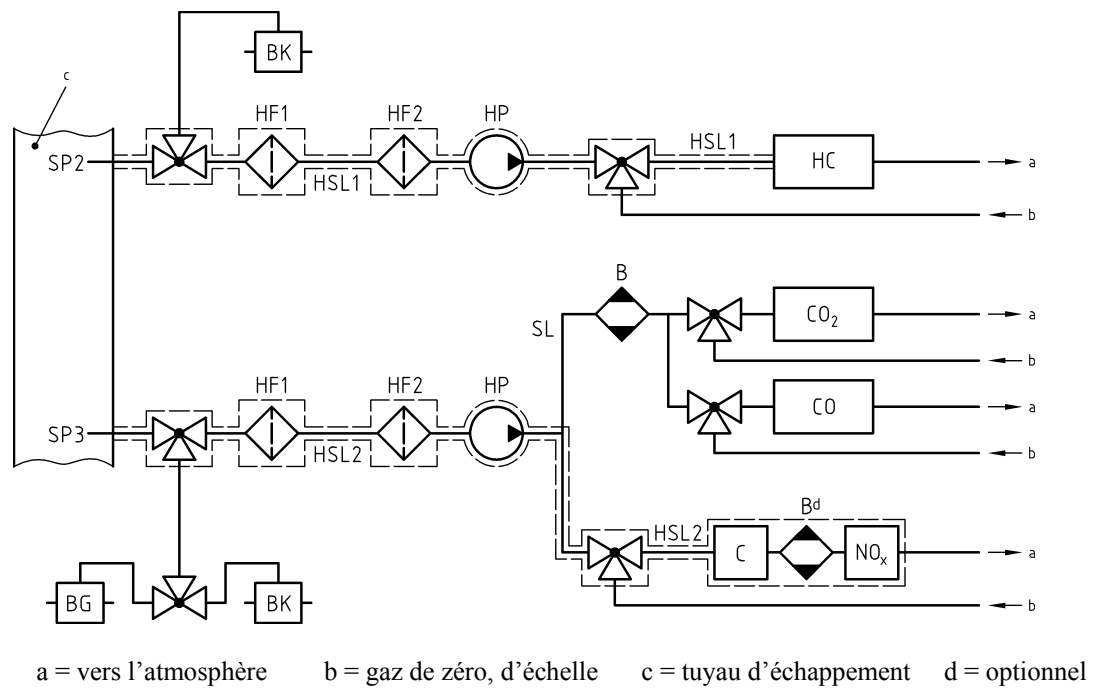 BK
c
HF1
HF2
HP
SP2
HSL1
HSL1
HC
a
b
B
SL
CO₂
a
b
HF1
HF2
HP
CO
a
SP3
HSL2
b
HSL2
Bᵈ
C
NOₓ
a
BG
BK
b
a = vers l’atmosphère b = gaz de zéro, d’échelle c = tuyau d’échappement d = optionnel